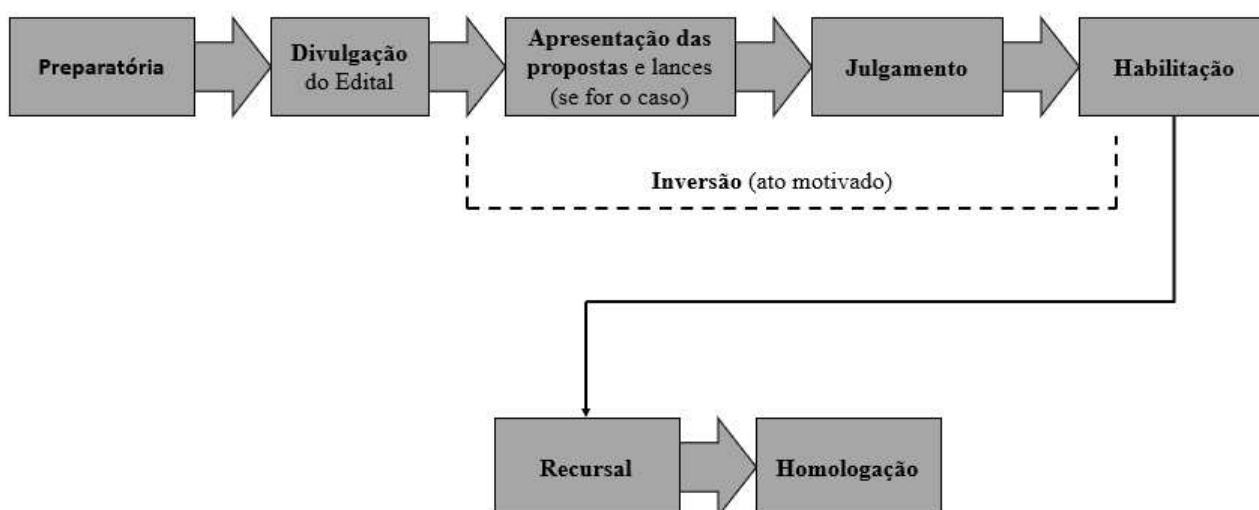 Preparatória
Divulgação
do Edital
Apresentação das
propostas e lances
(se for o caso)
Julgamento
Habilitação
Inversão (ato motivado)
Recursal
Homologação